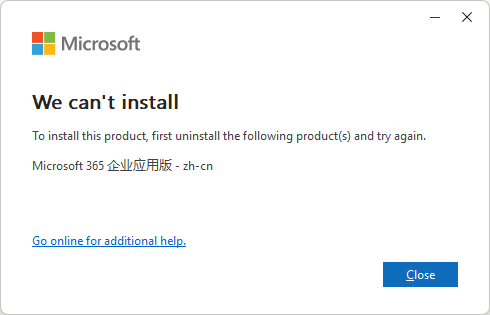 Microsoft
We can't install
To install this product, first uninstall the following product(s) and try again.
Microsoft 365 企业应用版 - zh-cn
Go online for additional help.
Close